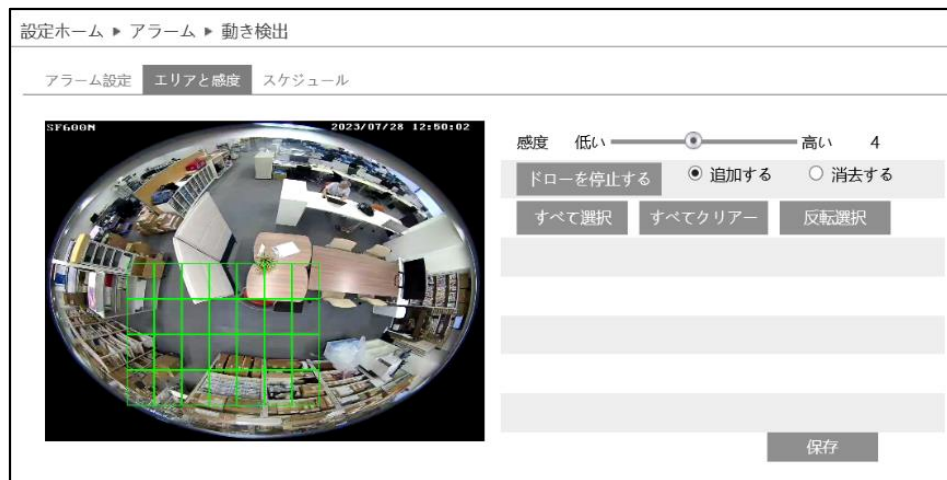 設定ホーム ▶ アラーム ▶ 動き検出
アラーム設定 エリアと感度 スケジュール
SF600N 2023/07/28 12:50:02
感度 低い 高い 4
ドローを停止する 追加する 消去する
すべて選択 すべてクリアー 反転選択
保存